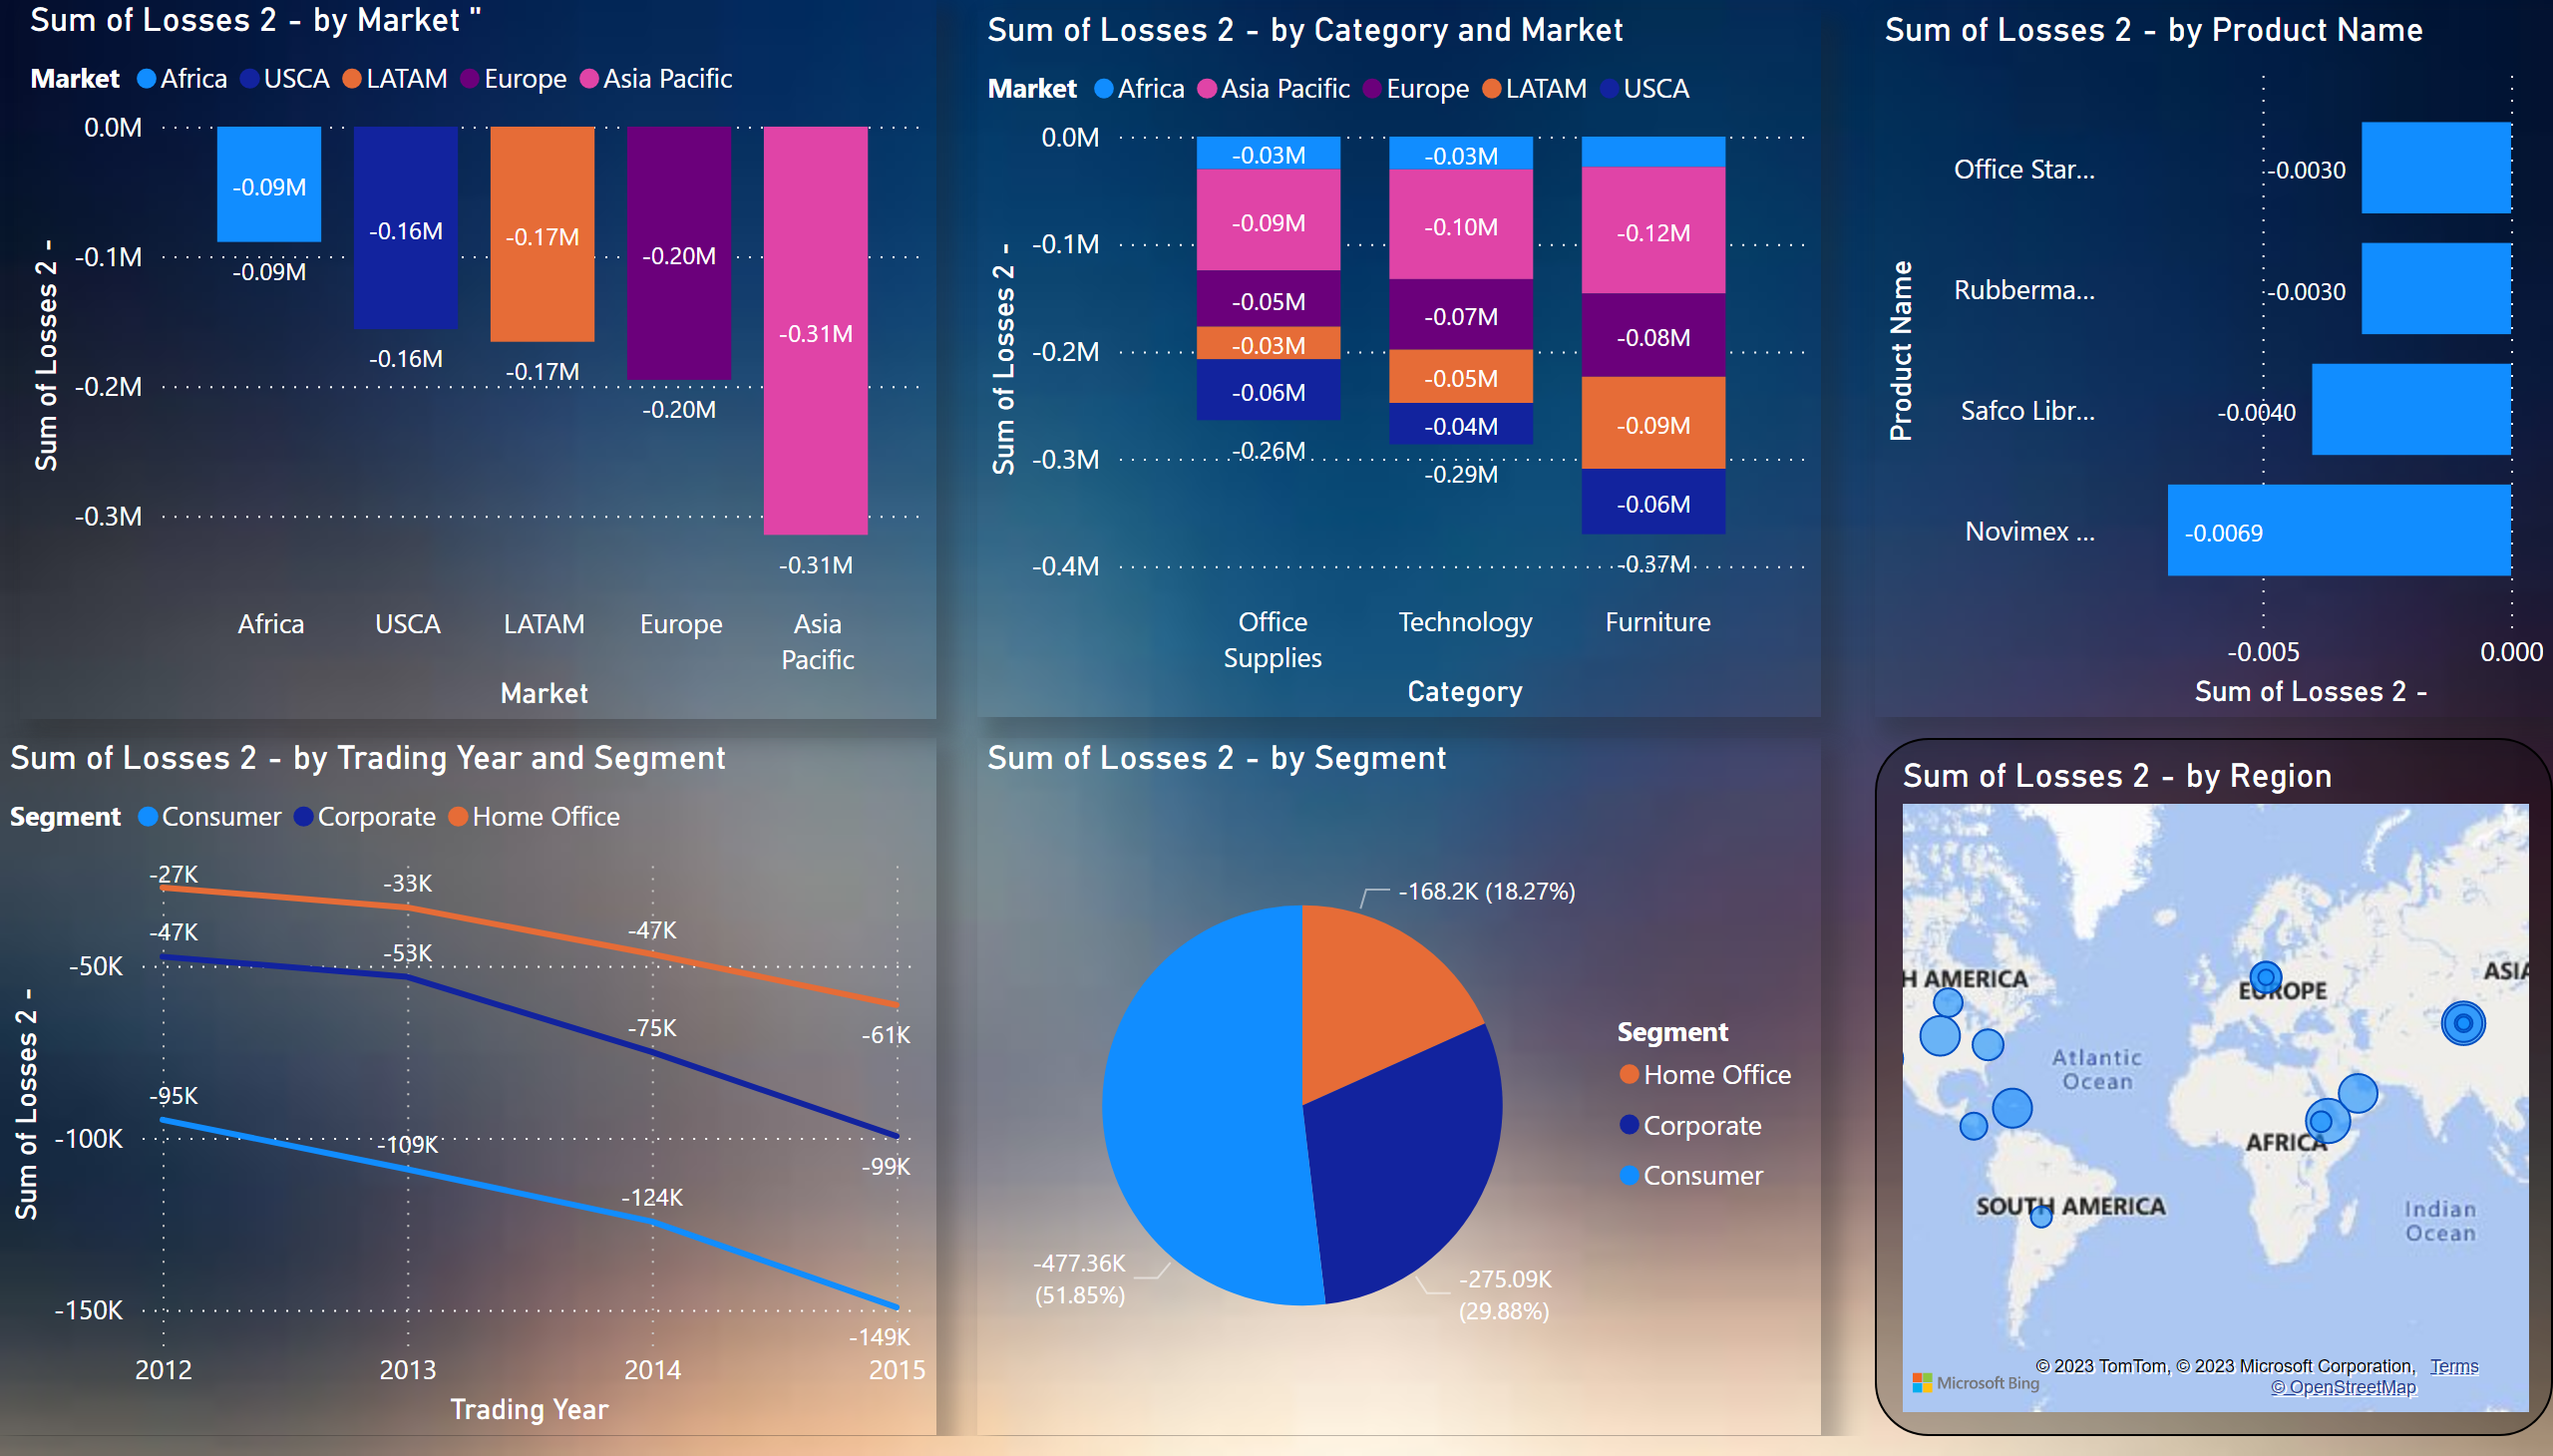 Sum of Losses 2 - by Market "
Market Africa USCA LATAM Europe Asia Pacific
Sum of Losses 2 -
0.0M
-0.1M
-0.2M
-0.3M
-0.09M
-0.16M
-0.17M
-0.20M
-0.31M
-0.09M
-0.16M
-0.17M
-0.20M
-0.31M
Africa
USCA
LATAM
Europe
Asia
Pacific
Market
Sum of Losses 2 - by Category and Market
Market Africa Asia Pacific Europe LATAM USCA
Sum of Losses 2 -
0.0M
-0.1M
-0.2M
-0.3M
-0.4M
-0.03M
-0.09M
-0.05M
-0.03M
-0.06M
-0.26M
-0.03M
-0.10M
-0.07M
-0.05M
-0.04M
-0.29M
-0.12M
-0.08M
-0.09M
-0.06M
-0.37M
Office
Supplies
Technology
Furniture
Category
Sum of Losses 2 - by Product Name
Product Name
Office Star...
-0.0030
Rubberma...
-0.0030
Safco Libr...
-0.0040
Novimex ...
-0.0069
-0.005
0.000
Sum of Losses 2 -
Sum of Losses 2 - by Trading Year and Segment
Segment Consumer Corporate Home Office
Sum of Losses 2 -
-50K
-100K
-150K
-27K
-33K
-47K
-61K
-47K
-53K
-75K
-99K
-95K
-109K
-124K
-149K
2012
2013
2014
2015
Trading Year
Sum of Losses 2 - by Segment
-168.2K (18.27%)
-477.36K
(51.85%)
-275.09K
(29.88%)
Segment
Home Office
Corporate
Consumer
Sum of Losses 2 - by Region
H AMERICA
EUROPE
ASIA
Atlantic
Ocean
AFRICA
SOUTH AMERICA
Indian
Ocean
© 2023 TomTom, © 2023 Microsoft Corporation, Terms
Microsoft Bing
© OpenStreetMap